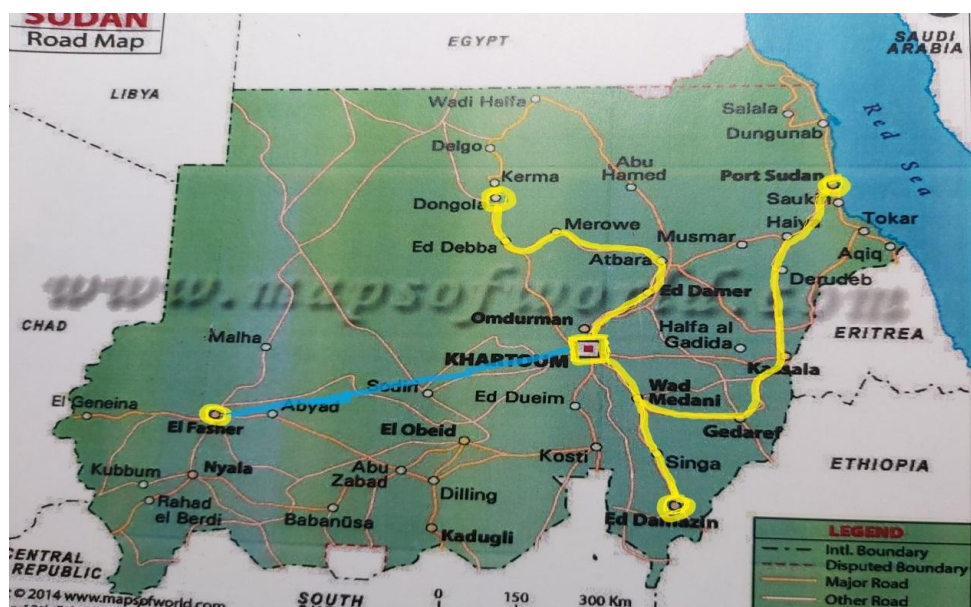 SUDAN
Road Map
EGYPT
SAUDI
ARABIA
LIBYA
Wadi Halfa
Salala
Dungunab
Red Sea
Delgo
Abu
Hamed
Kerma
Port Sudan
Dongola
Saukin
Tokar
Merowe
Haiya
Ed Debba
Musmar
Aqiq
Atbara
www.mapsofworld.com
Derudeb
Ed Damer
CHAD
Omdurman
Halfa al
Gadida
ERITREA
Malha
KHARTOUM
Kassala
Sodiri
Wad
Medani
El Geneina
Abyad
Ed Dueim
El Fasher
El Obeid
Gedaref
Kosti
Singa
ETHIOPIA
Kubbum
Nyala
Abu
Zabad
Dilling
Rahad
el Berdi
Babanūsa
Ed Damazin
Kadugli
LEGEND
Intl. Boundary
Disputed Boundary
Major Road
Other Road
CENTRAL
REPUBLIC
SOUTH
0 150 300 Km
© 2014 www.mapsofworld.com